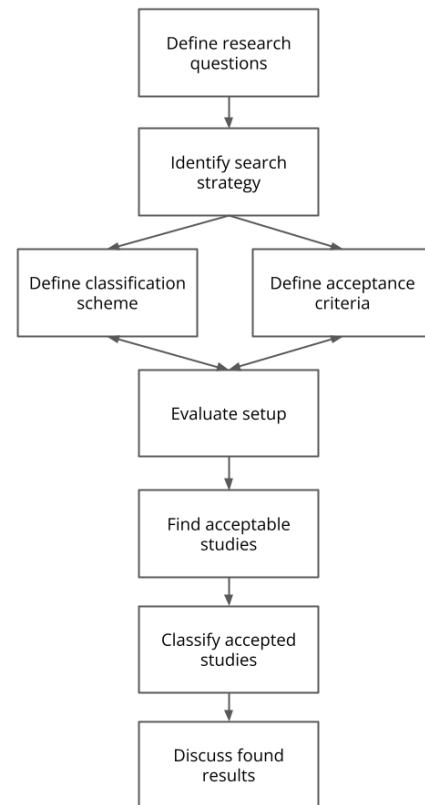 Define research
questions
Identify search
strategy
Define classification
scheme
Define acceptance
criteria
Evaluate setup
Find acceptable
studies
Classify accepted
studies
Discuss found
results